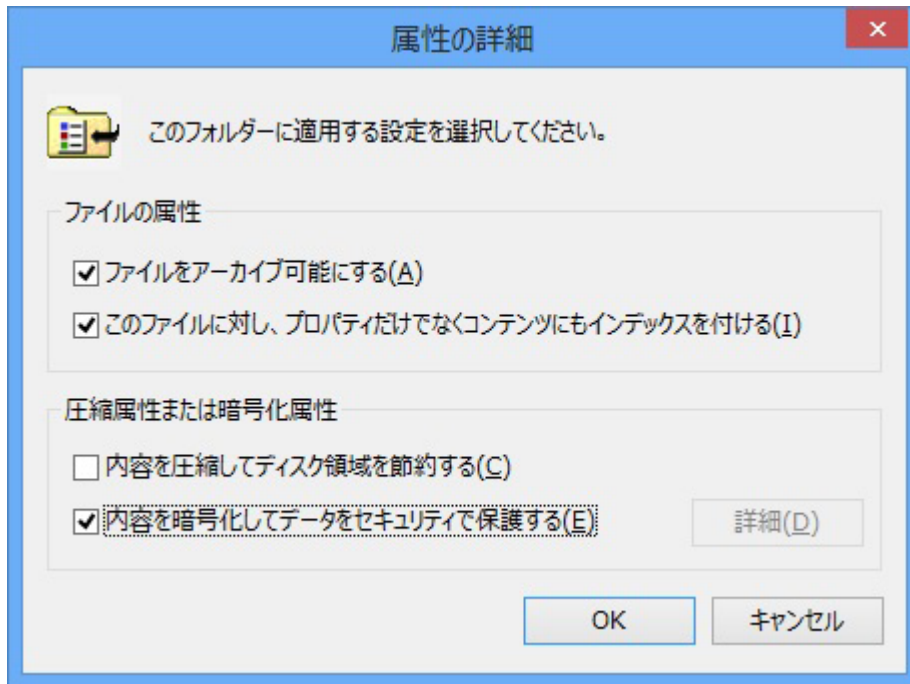 属性の詳細
このフォルダーに適用する設定を選択してください。
ファイルの属性
ファイルをアーカイブ可能にする(A)
このファイルに対し、プロパティだけでなくコンテンツにもインデックスを付ける(I)
圧縮属性または暗号化属性
内容を圧縮してディスク領域を節約する(C)
内容を暗号化してデータをセキュリティで保護する(E)
詳細(D)
OK
キャンセル